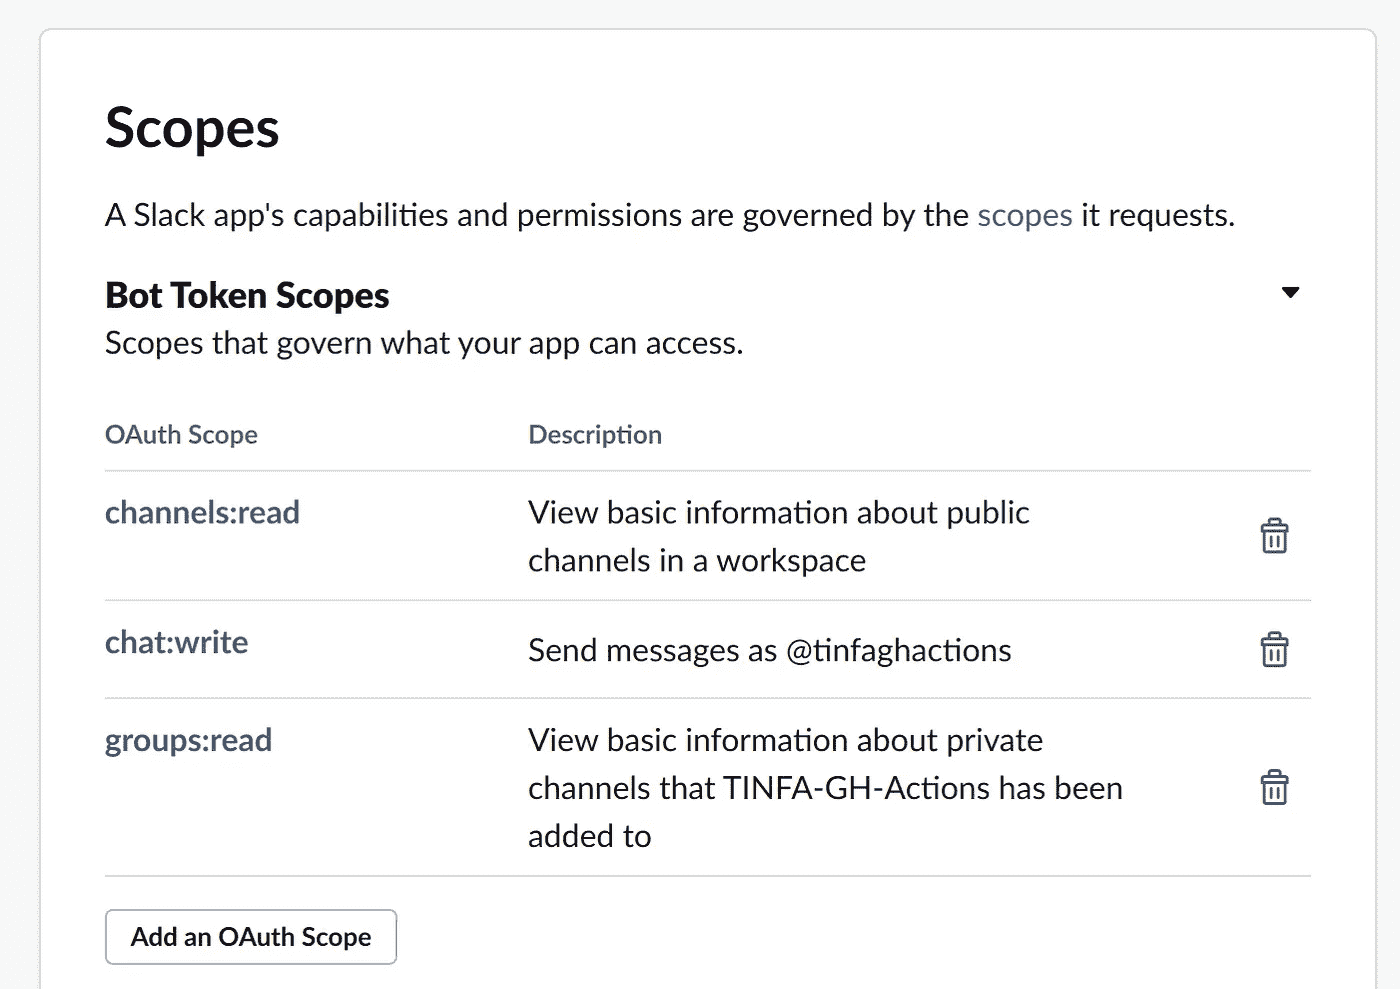 Scopes
A Slack app's capabilities and permissions are governed by the scopes it requests.
Bot Token Scopes
Scopes that govern what your app can access.
OAuth Scope Description
channels:read View basic information about public
channels in a workspace
chat:write Send messages as @tinfaghactions
groups:read View basic information about private
channels that TINFA-GH-Actions has been
added to
Add an OAuth Scope